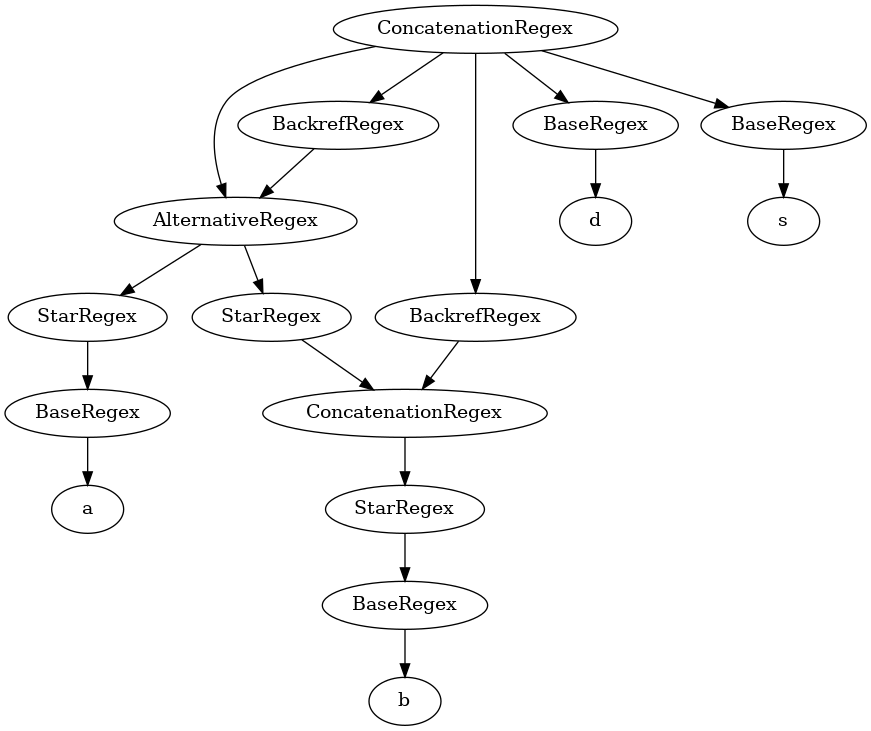 ConcatenationRegex
BackrefRegex BaseRegex BaseRegex
AlternativeRegex d s
StarRegex StarRegex BackrefRegex
BaseRegex ConcatenationRegex
a StarRegex
BaseRegex
b